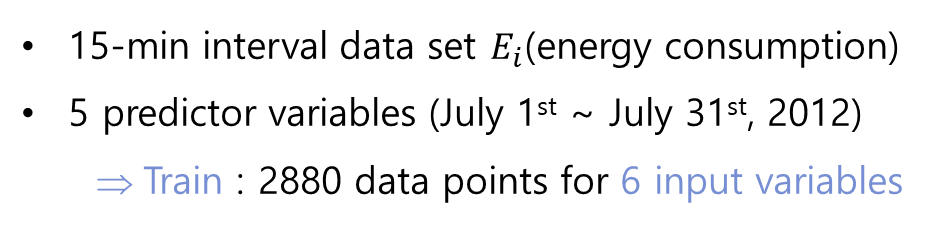 • 15-min interval data set 𝐸ᵢ(energy consumption)
• 5 predictor variables (July 1ˢᵗ ~ July 31ˢᵗ, 2012)
⇒ Train : 2880 data points for 6 input variables